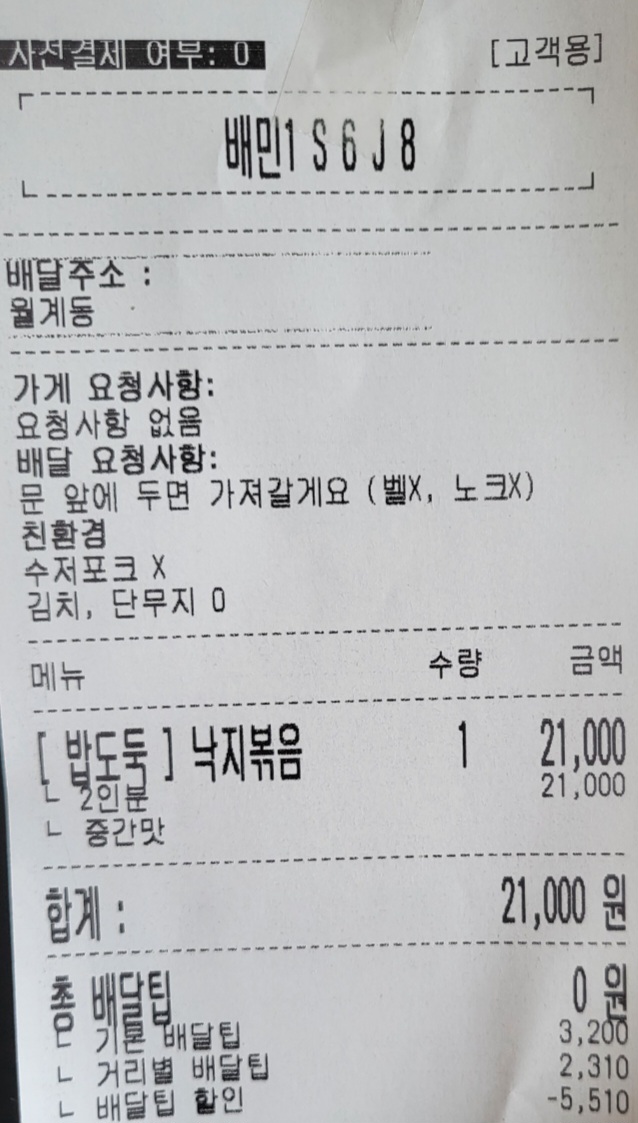 사전결제 여부: O [고객용]
배민1 S6J8
배달주소 :
월계동
가게 요청사항:
요청사항 없음
배달 요청사항:
문 앞에 두면 가져갈게요 (벨X, 노크X)
친환경
수저포크 X
김치, 단무지 O
메뉴 수량 금액
[ 밥도둑 ] 낙지볶음 1 21,000
└ 2인분 21,000
└ 중간맛
합계 : 21,000 원
총 배달팁 0 원
└ 기본 배달팁 3,200
└ 거리별 배달팁 2,310
└ 배달팁 할인 -5,510